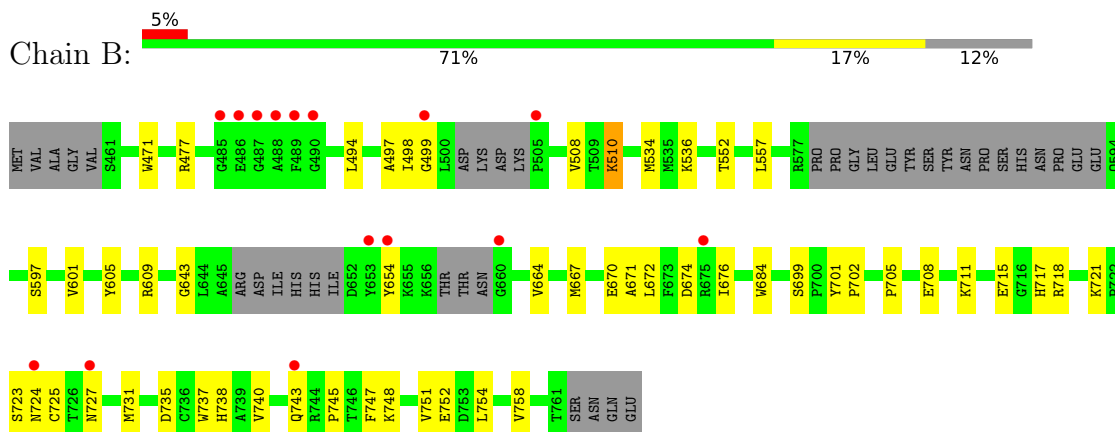 5%
Chain B:
71% 17% 12%
MET VAL ALA GLY VAL S461 W471 R477 G485 E486 G487 A488 F489 G490 L494 A497 I498 G499 L500 ASP LYS ASP LYS P505 V508 T509 K510 M534 M535 K536 T552 L557 R577 PRO PRO GLY LEU GLU TYR SER TYR ASN PRO SER HIS ASN PRO GLU GLU D594
S597 V601 Y605 R609 G643 L644 A645 ARG ASP ILE HIS HIS ILE D652 Y653 Y654 K655 K656 THR THR ASN G660 V664 M667 E670 A671 L672 F673 D674 R675 I676 W684 S699 P700 Y701 P702 P705 E708 K711 E715 G716 H717 R718 K721 P722
S723 N724 C725 T726 N727 M731 D735 C736 W737 H738 A739 V740 Q743 R744 P745 T746 F747 K748 V751 E752 D753 L754 V758 T761 SER ASN GLN GLU